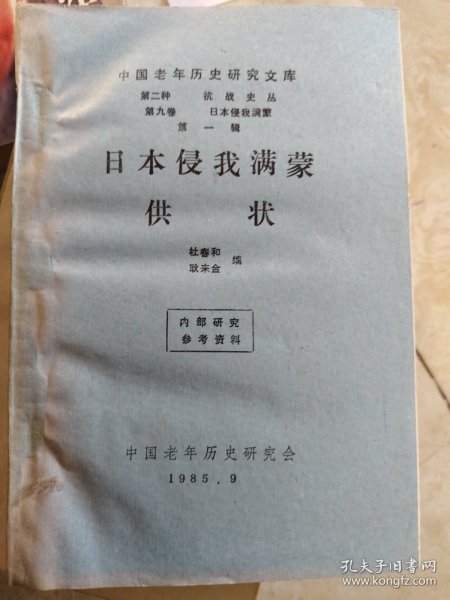 中国老年历史研究文库
第二种 抗战史丛
第九卷 日本侵我满蒙
第一辑
日本侵我满蒙
供状
杜春和
耿来金 编
内部研究
参考资料
中国老年历史研究会
1985.9
孔夫子旧书网
www.kongfz.com